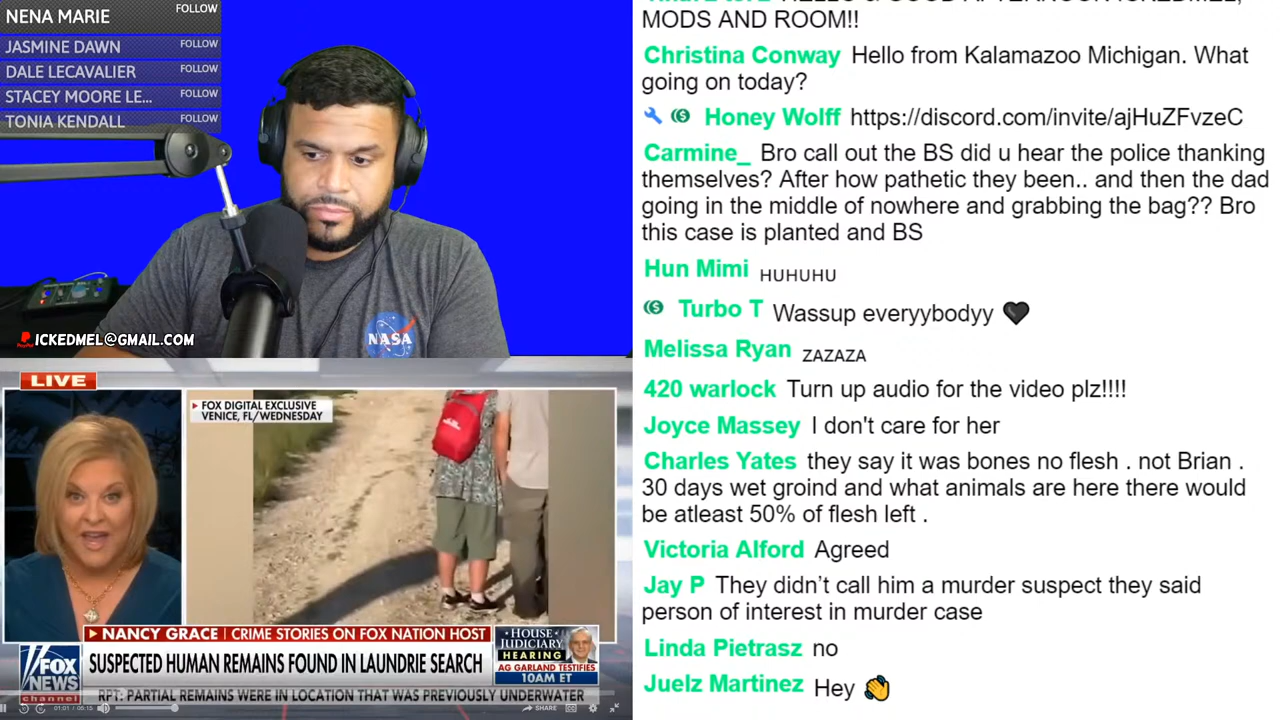 NENA MARIE FOLLOW
JASMINE DAWN FOLLOW
DALE LECAVALIER FOLLOW
STACEY MOORE LE... FOLLOW
TONIA KENDALL FOLLOW
NASA
ICKEDMEL@GMAIL.COM
LIVE
FOX DIGITAL EXCLUSIVE
VENICE, FL/WEDNESDAY
NANCY GRACE | CRIME STORIES ON FOX NATION HOST
SUSPECTED HUMAN REMAINS FOUND IN LAUNDRIE SEARCH
HOUSE
JUDICIARY
HEARING
AG GARLAND TESTIFIES
10AM ET
FOX
NEWS
channel
RPT: PARTIAL REMAINS WERE IN LOCATION THAT WAS PREVIOUSLY UNDERWATER
01:01 / 06:15
SHARE
MODS AND ROOM!!
Christina Conway Hello from Kalamazoo Michigan. What
going on today?
Honey Wolff https://discord.com/invite/ajHuZFvzeC
Carmine_ Bro call out the BS did u hear the police thanking
themselves? After how pathetic they been.. and then the dad
going in the middle of nowhere and grabbing the bag?? Bro
this case is planted and BS
Hun Mimi HUHUHU
Turbo T Wassup everyybodyy 🖤
Melissa Ryan ZAZAZA
420 warlock Turn up audio for the video plz!!!!
Joyce Massey I don't care for her
Charles Yates they say it was bones no flesh . not Brian .
30 days wet groind and what animals are here there would
be atleast 50% of flesh left .
Victoria Alford Agreed
Jay P They didn’t call him a murder suspect they said
person of interest in murder case
Linda Pietrasz no
Juelz Martinez Hey 👏